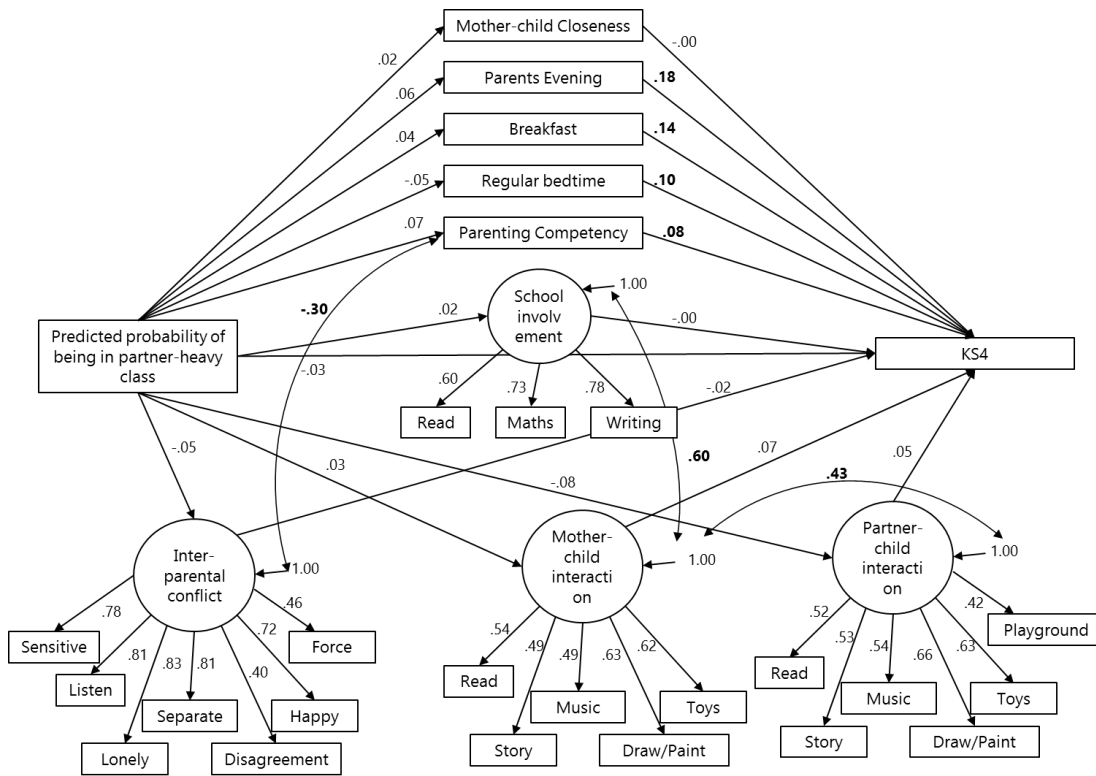 Mother-child Closeness
-.00
.02
Parents Evening
.18
.06
Breakfast
.14
.04
Regular bedtime
.10
-.05
Parenting Competency
.08
.07
-.30
1.00
School
involv
ement
.02
-.00
Predicted probability of
being in partner-heavy
class
KS4
-.03
.60
.73
.78
-.02
Read
Maths
Writing
-.05
.03
.60
.07
.05
.43
-.08
Inter-
parental
conflict
1.00
Mother-
child
interacti
on
1.00
Partner-
child
interacti
on
1.00
.78
.81
.83
.81
.40
.72
.46
Sensitive
Listen
Lonely
Separate
Disagreement
Happy
Force
.54
.49
.49
.63
.62
Read
Story
Music
Draw/Paint
Toys
.52
.53
.54
.66
.63
.42
Read
Story
Music
Draw/Paint
Toys
Playground